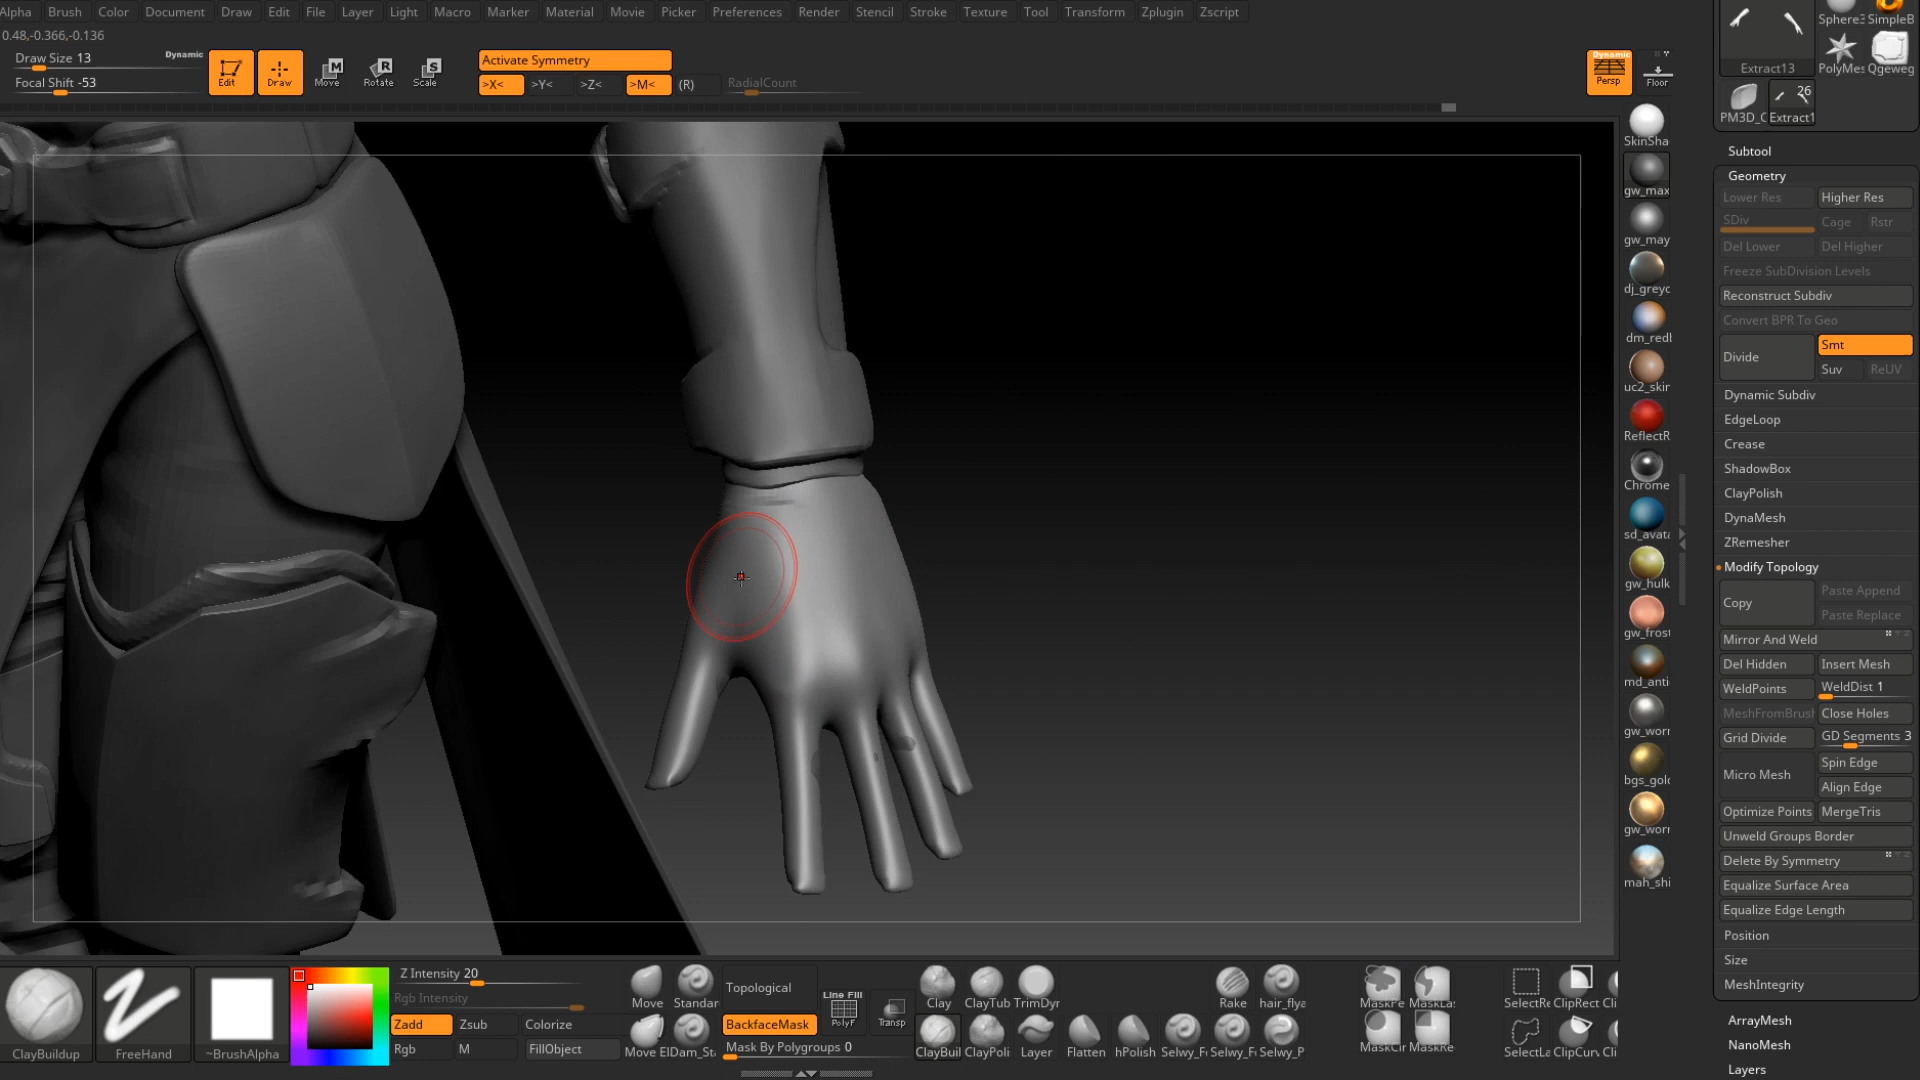 Alpha Brush Color Document Draw Edit File Layer Light Macro Marker Material Movie Picker Preferences Render Stencil Stroke Texture Tool Transform Zplugin Zscript
0.48,-0.366,-0.136
Draw Size 13
Dynamic
Focal Shift -53
Edit
Draw
Move
Rotate
Scale
M
R
S
Activate Symmetry
>X< >Y< >Z< >M< (R) RadialCount
Dynamic
Persp
Floor
Extract13
Sphere3 SimpleB
PolyMes Qgeweg
26
PM3D_C Extract1
Subtool
Geometry
Lower Res Higher Res
SDiv Cage Rstr
Del Lower Del Higher
Freeze SubDivision Levels
Reconstruct Subdiv
Convert BPR To Geo
Divide Smt
Suv ReUV
Dynamic Subdiv
EdgeLoop
Crease
ShadowBox
ClayPolish
DynaMesh
ZRemesher
Modify Topology
Copy Paste Append
Paste Replace
Mirror And Weld
Del Hidden Insert Mesh
WeldPoints WeldDist 1
MeshFromBrush Close Holes
Grid Divide GD Segments 3
Micro Mesh Spin Edge
Align Edge
Optimize Points MergeTris
Unweld Groups Border
Delete By Symmetry
Equalize Surface Area
Equalize Edge Length
Position
Size
MeshIntegrity
ArrayMesh
NanoMesh
Layers
SkinSha
gw_max
gw_may
dj_greyc
dm_redl
uc2_skin
ReflectR
Chrome
sd_avata
gw_hulk
gw_frost
md_anti
gw_worn
bgs_gold
gw_worn
mah_shi
ClayBuildup
FreeHand
~BrushAlpha
Z Intensity 20
Rgb Intensity
Zadd Zsub Colorize
Rgb M FillObject
Move Standar
Move ElDam_St
Topological
BackfaceMask
Mask By Polygroups 0
Line Fill
PolyF
Transp
Clay ClayTub TrimDyn Rake hair_flya MaskPe MaskLa SelectRe ClipRect Cli
ClayBuil ClayPoli Layer Flatten hPolish Selwy_F Selwy_F Selwy_P MaskCir MaskRe SelectLa ClipCurv Cli